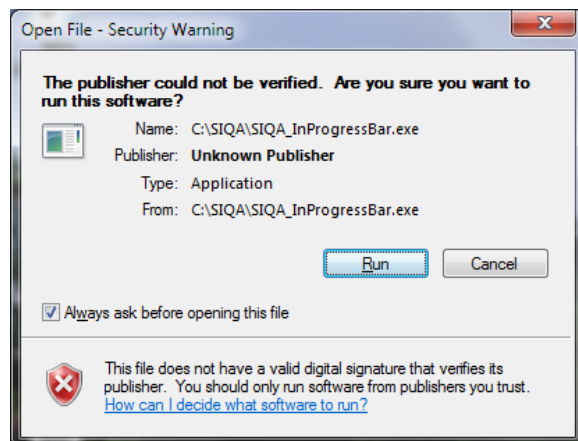 Open File - Security Warning
The publisher could not be verified.  Are you sure you want to
run this software?
Name: C:\SIQA\SIQA_InProgressBar.exe
Publisher: Unknown Publisher
Type: Application
From: C:\SIQA\SIQA_InProgressBar.exe
Run Cancel
Always ask before opening this file
This file does not have a valid digital signature that verifies its
publisher.  You should only run software from publishers you trust.
How can I decide what software to run?